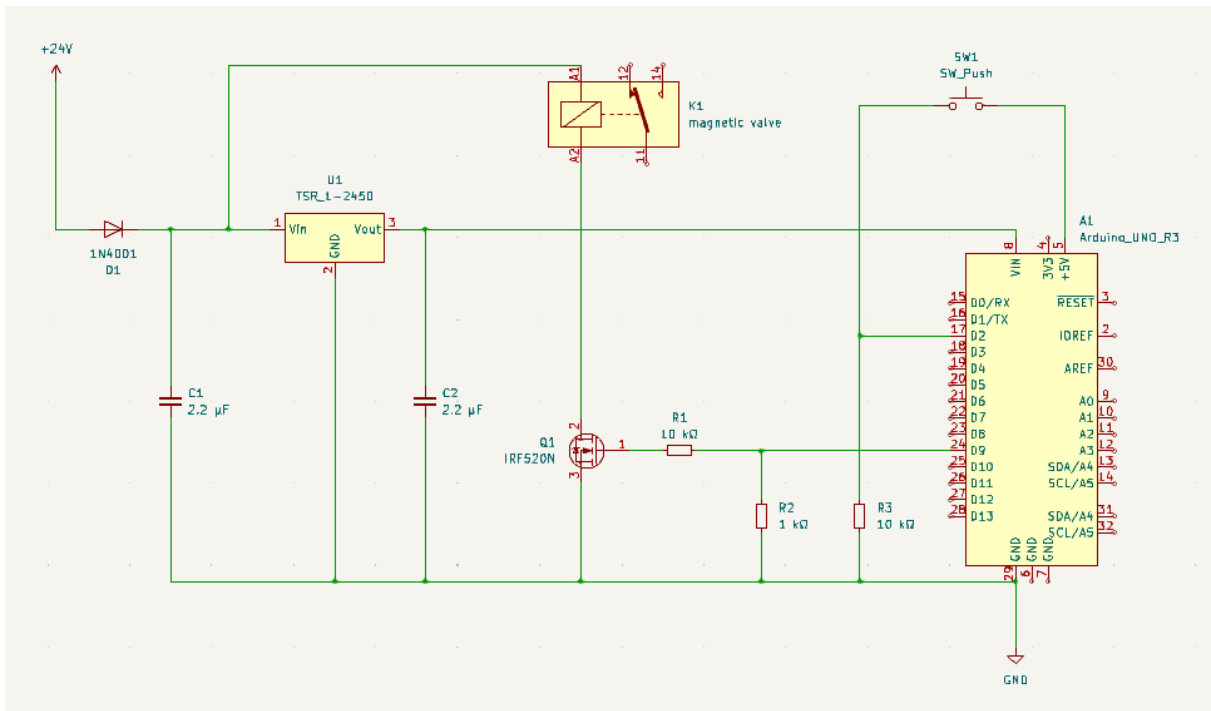 +24V
SW1
SW_Push
A1
12
14
K1
magnetic valve
A2
11
U1
TSR_1-2450
1
Vin
Vout
3
GND
2
1N4001
D1
A1
Arduino_UNO_R3
8
4
5
VIN
3V3
+5V
15
D0/RX
RESET
3
16
D1/TX
17
D2
IOREF
2
18
D3
19
D4
AREF
30
20
D5
21
D6
A0
9
22
D7
A1
10
23
D8
A2
11
24
D9
A3
12
25
D10
SDA/A4
13
26
D11
SCL/A5
14
27
D12
28
D13
SDA/A4
31
SCL/A5
32
GND
GND
GND
29
6
7
C1
2.2 µF
C2
2.2 µF
Q1
IRF520N
2
1
3
R1
10 kΩ
R2
1 kΩ
R3
10 kΩ
GND